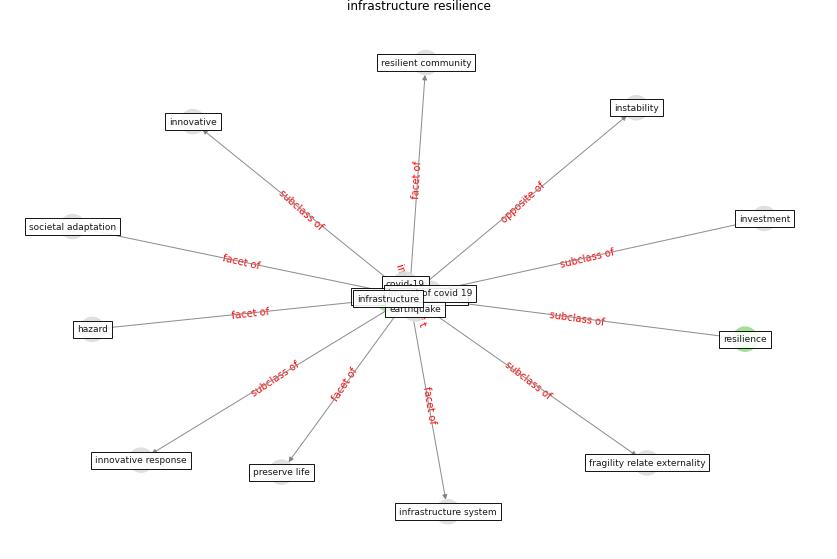 infrastructure resilience
resilient community
instability
innovative
facet of
subclass of
opposite of
investment
societal adaptation
subclass of
facet of
in
covid-19
of covid 19
infrastructure
earthquake
facet of
subclass of
hazard
resilience
subclass of
facet of
subclass of
facet of
innovative response
preserve life
fragility relate externality
infrastructure system